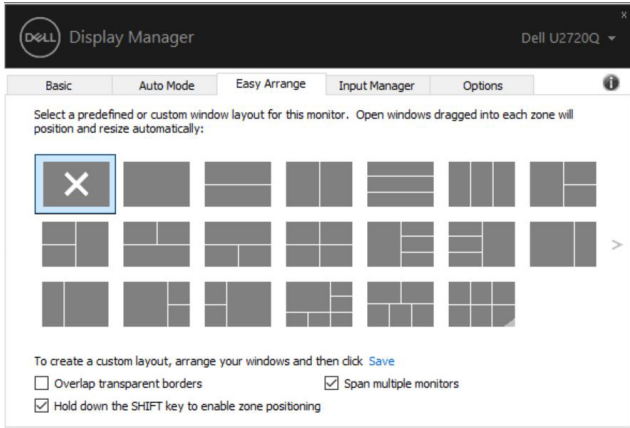 x
DELL Display Manager
Dell U2720Q
Basic
Auto Mode
Easy Arrange
Input Manager
Options
i
Select a predefined or custom window layout for this monitor. Open windows dragged into each zone will
position and resize automatically:
>
To create a custom layout, arrange your windows and then click Save
Overlap transparent borders
Span multiple monitors
Hold down the SHIFT key to enable zone positioning